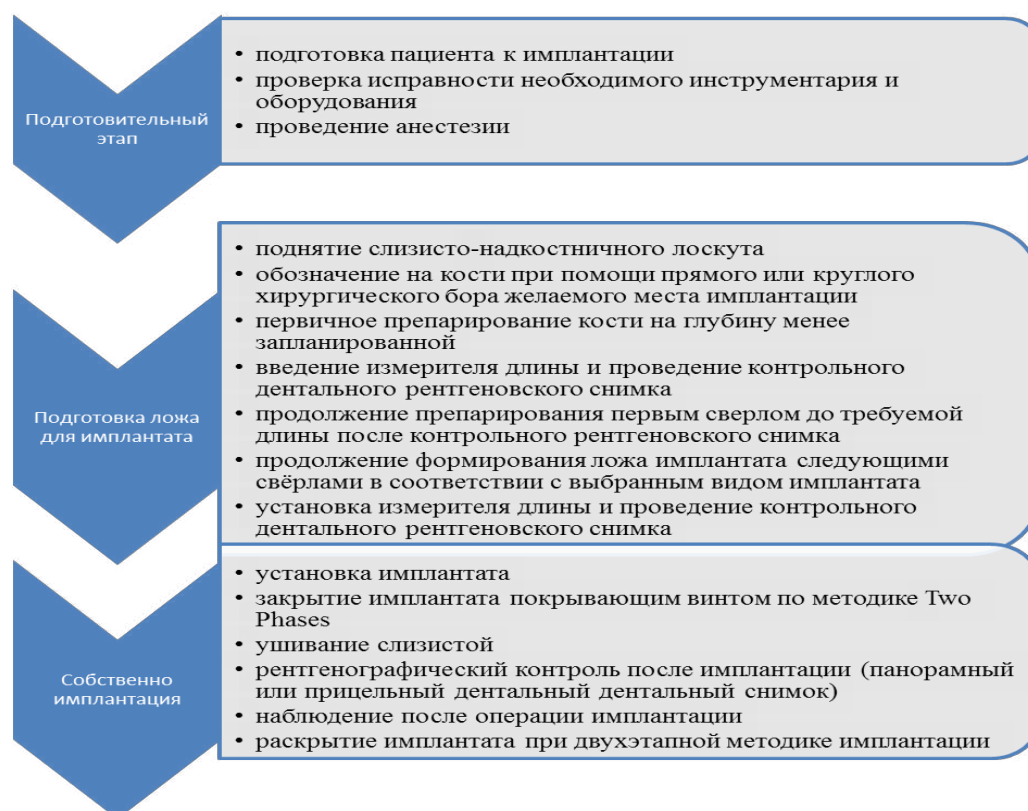 Подготовительный
этап
• подготовка пациента к имплантации
• проверка исправности необходимого инструментария и
оборудования
• проведение анестезии
Подготовка ложа
для имплантата
• поднятие слизисто-надкостничного лоскута
• обозначение на кости при помощи прямого или круглого
хирургического бора желаемого места имплантации
• первичное препарирование кости на глубину менее
запланированной
• введение измерителя длины и проведение контрольного
дентального рентгеновского снимка
• продолжение препарирования первым сверлом до требуемой
длины после контрольного рентгеновского снимка
• продолжение формирования ложа имплантата следующими
свёрлами в соответствии с выбранным видом имплантата
• установка измерителя длины и проведение контрольного
дентального рентгеновского снимка
Собственно
имплантация
• установка имплантата
• закрытие имплантата покрывающим винтом по методике Two
Phases
• ушивание слизистой
• рентгенографический контроль после имплантации (панорамный
или прицельный дентальный дентальный снимок)
• наблюдение после операции имплантации
• раскрытие имплантата при двухэтапной методике имплантации